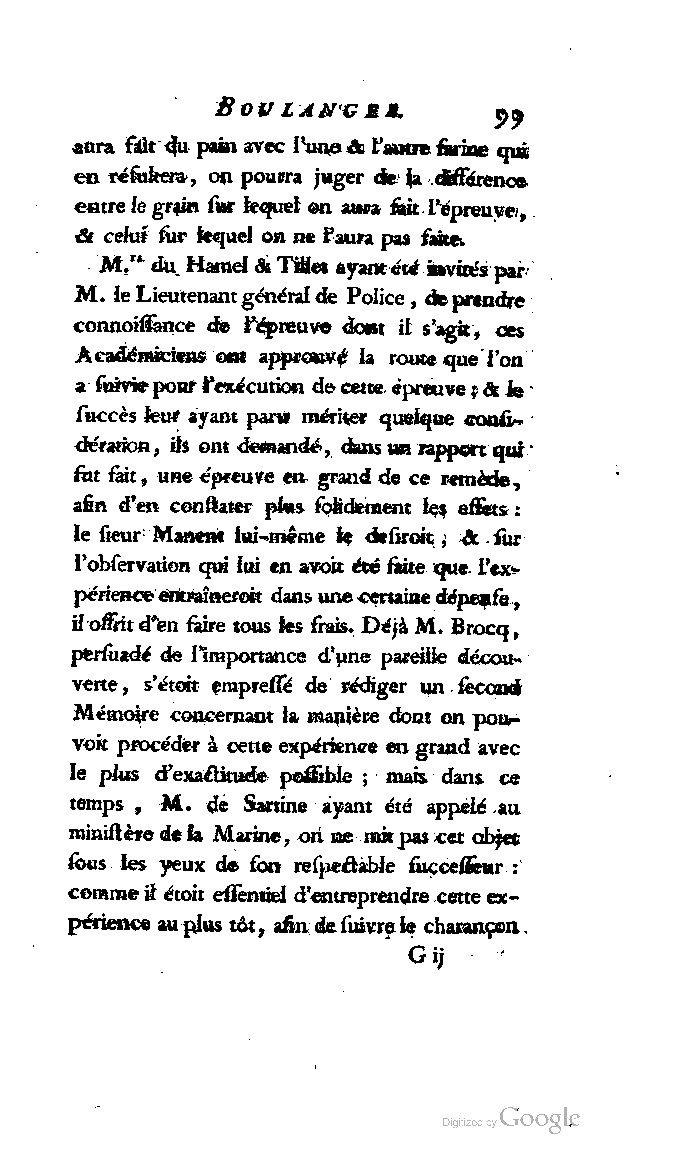 BOULANGER. 99
aura fait du pain avec l'une & l'autre farine qui
en résultera, on pourra juger de la différence
entre le grain ſur lequel on aura fait l'épreuve,
& celui ſur lequel on ne l'aura pas faite.
M.rs du Hamel & Tillet ayant été invités par
M. le Lieutenant général de Police, de prendre
connoiſſance de l'épreuve dont il s'agit, ces
Académiciens ont approuvé la route que l'on
a ſuivie pour l'exécution de cette épreuve ; & le
ſuccès leur ayant paru mériter quelque conſi-
dération, ils ont demandé, dans un rapport qui
fut fait, une épreuve en grand de ce remède,
afin d'en conſtater plus ſolidement les effets :
le ſieur Manent lui-même le deſiroit ; & ſur
l'obſervation qui lui en avoit été faite que l'ex-
périence entraîneroit dans une certaine dépenſe,
il offrit d'en faire tous les frais. Déjà M. Brocq,
perſuadé de l'importance d'une pareille décou-
verte, s'étoit empreſſé de rédiger un ſecond
Mémoire concernant la manière dont on pou-
voit procéder à cette expérience en grand avec
le plus d'exactitude poſſible ; mais dans ce
temps, M. de Sartine ayant été appelé au
miniſtère de la Marine, on ne mit pas cet objet
ſous les yeux de ſon reſpectable ſucceſſeur :
comme il étoit eſſentiel d'entreprendre cette ex-
périence au plus tôt, afin de ſuivre le charançon
G ij
Digitized by Google